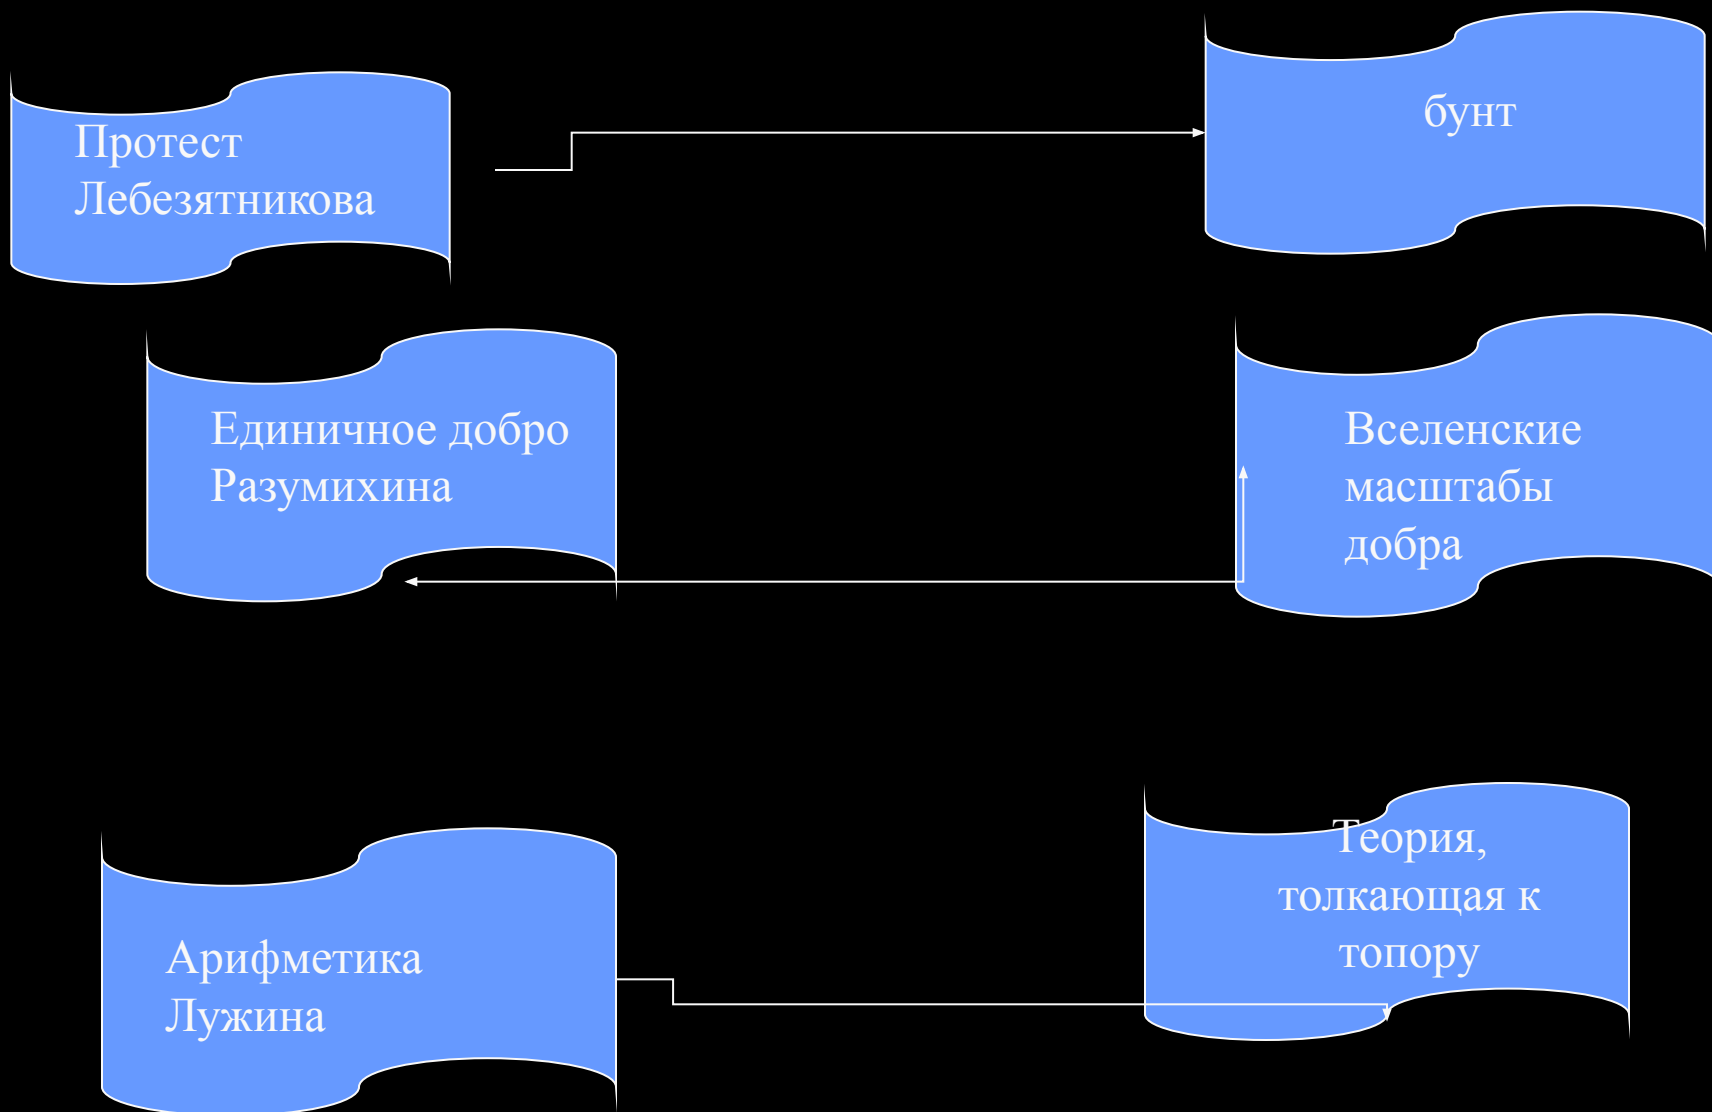 Протест
Лебезятникова
бунт
Единичное добро
Разумихина
Вселенские
масштабы
добра
Арифметика
Лужина
Теория,
толкающая к
топору